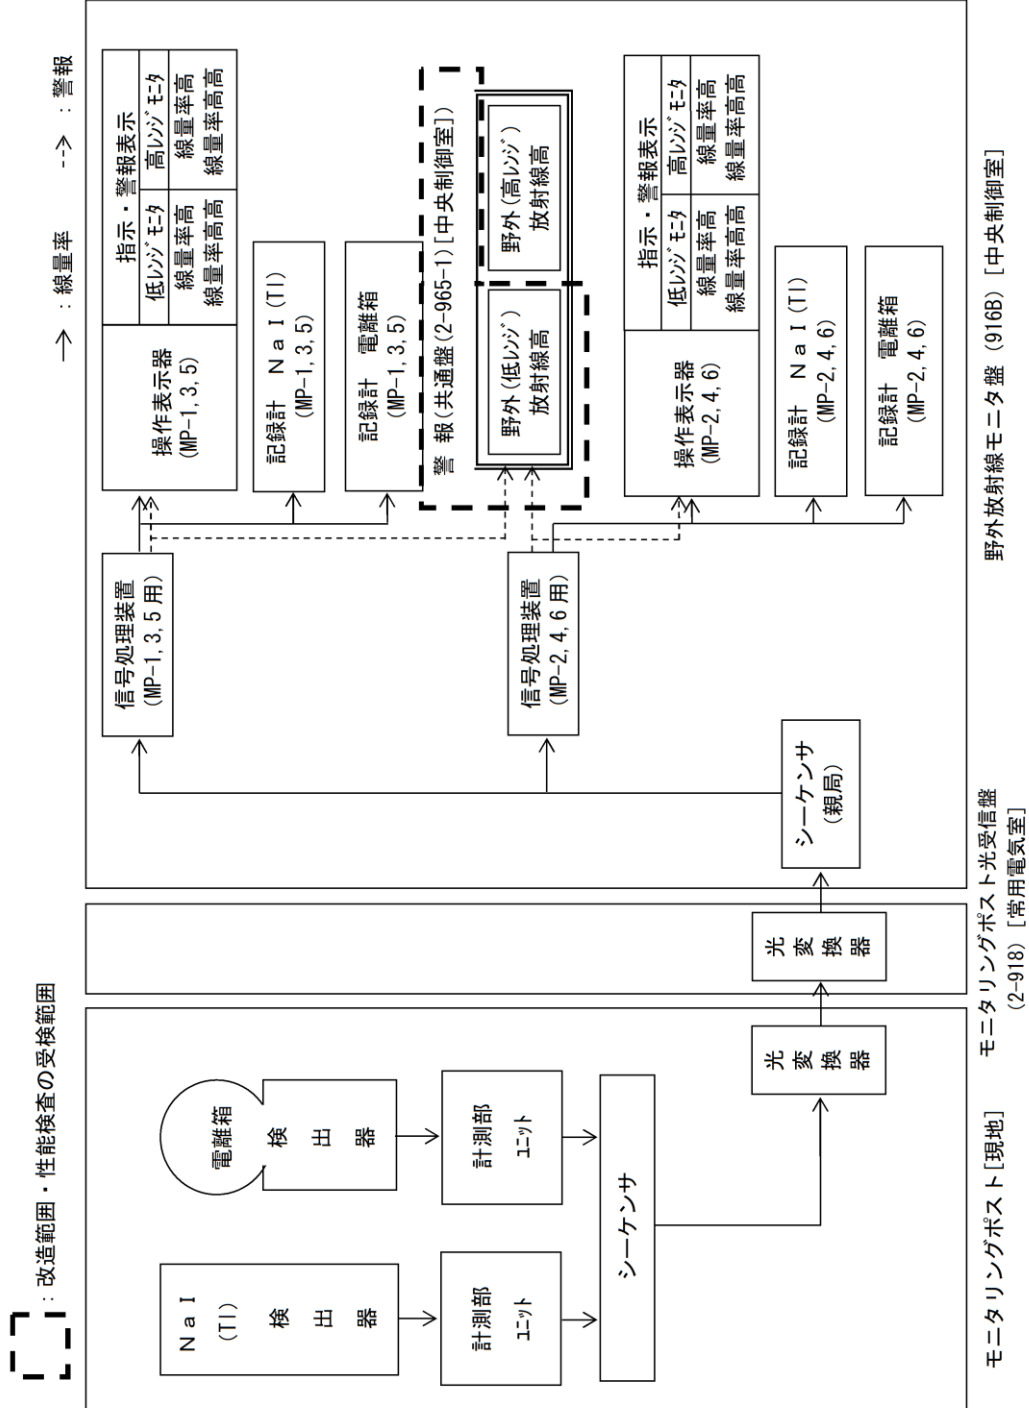 : 改造範囲・性能検査の受検範囲
→ : 線量率
--> : 警報
NaI
(Tl)
検出器
電離箱
検出器
計測部
ユニット
計測部
ユニット
シーケンサ
光変換器
光変換器
シーケンサ
(親局)
信号処理装置
(MP-1,3,5用)
信号処理装置
(MP-2,4,6用)
操作表示器
(MP-1,3,5)
指示・警報表示
低レンジモニタ
高レンジモニタ
線量率高
線量率高高
線量率高
線量率高高
記録計 NaI(Tl)
(MP-1,3,5)
記録計 電離箱
(MP-1,3,5)
警報(共通盤(2-965-1)[中央制御室])
野外(低レンジ)
放射線高
野外(高レンジ)
放射線高
操作表示器
(MP-2,4,6)
指示・警報表示
低レンジモニタ
高レンジモニタ
線量率高
線量率高高
線量率高
線量率高高
記録計 NaI(Tl)
(MP-2,4,6)
記録計 電離箱
(MP-2,4,6)
モニタリングポスト[現地]
モニタリングポスト光受信盤
(2-918) [常用電気室]
野外放射線モニタ盤 (916B) [中央制御室]